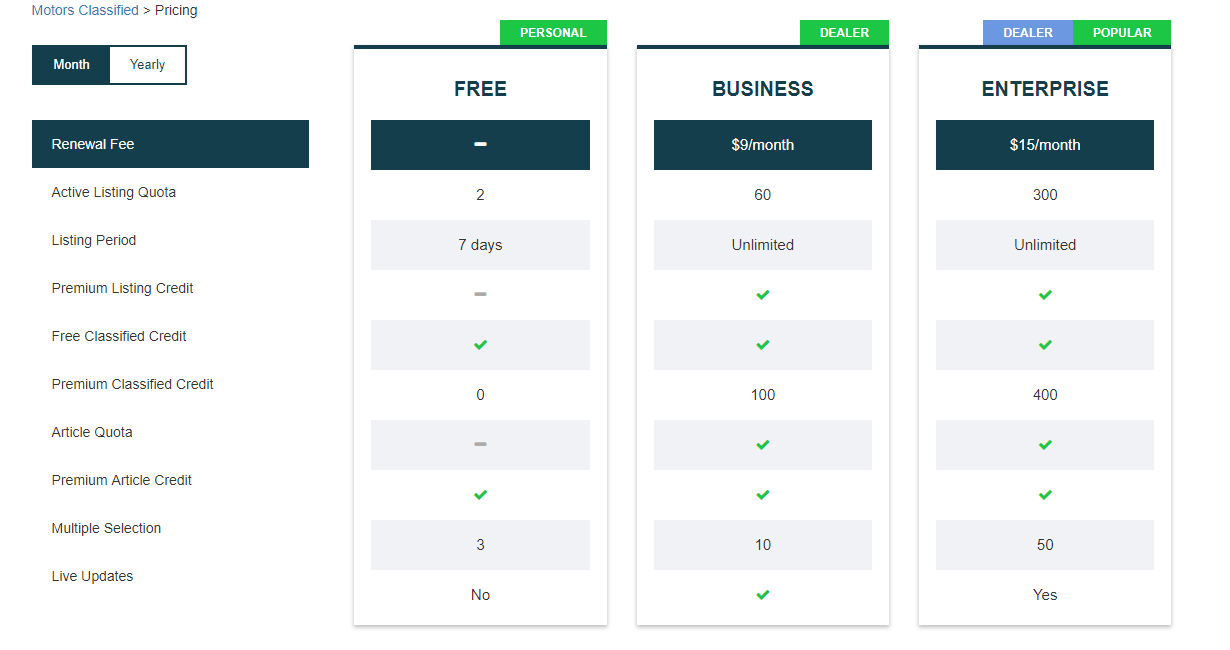 Motors Classified > Pricing
PERSONAL DEALER DEALER POPULAR
Month Yearly
FREE BUSINESS ENTERPRISE
Renewal Fee $9/month $15/month
Active Listing Quota 2 60 300
Listing Period 7 days Unlimited Unlimited
Premium Listing Credit
Free Classified Credit
Premium Classified Credit 0 100 400
Article Quota
Premium Article Credit
Multiple Selection 3 10 50
Live Updates No Yes